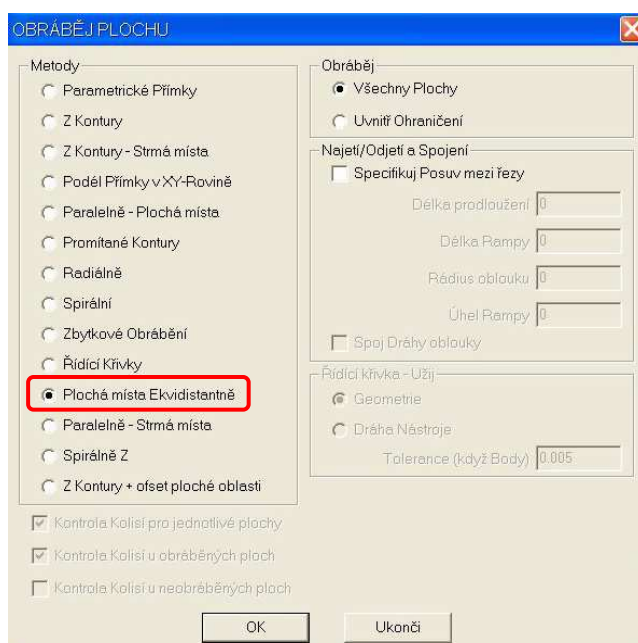 OBRÁBĚJ PLOCHU
Metody
Parametrické Přímky
Z Kontury
Z Kontury - Strmá místa
Podél Přímky v XY-Rovině
Paralelně - Plochá místa
Promítané Kontury
Radiálně
Spirální
Zbytkové Obrábění
Řídící Křivky
Plochá místa Ekvidistantně
Paralelně - Strmá místa
Spirálně Z
Z Kontury + ofset ploché oblasti
Kontrola Kolisí pro jednotlivé plochy
Kontrola Kolisí u obráběných ploch
Kontrola Kolisí u neobráběných ploch
Obráběj
Všechny Plochy
Uvnitř Ohraničení
Najetí/Odjetí a Spojení
Specifikuj Posuv mezi řezy
Délka prodloužení 0
Délka Rampy 0
Rádius oblouku 0
Úhel Rampy 0
Spoj Dráhy oblouky
Řídící křivka - Užij
Geometrie
Dráha Nástroje
Tolerance (když Body) 0.005
OK
Ukonči